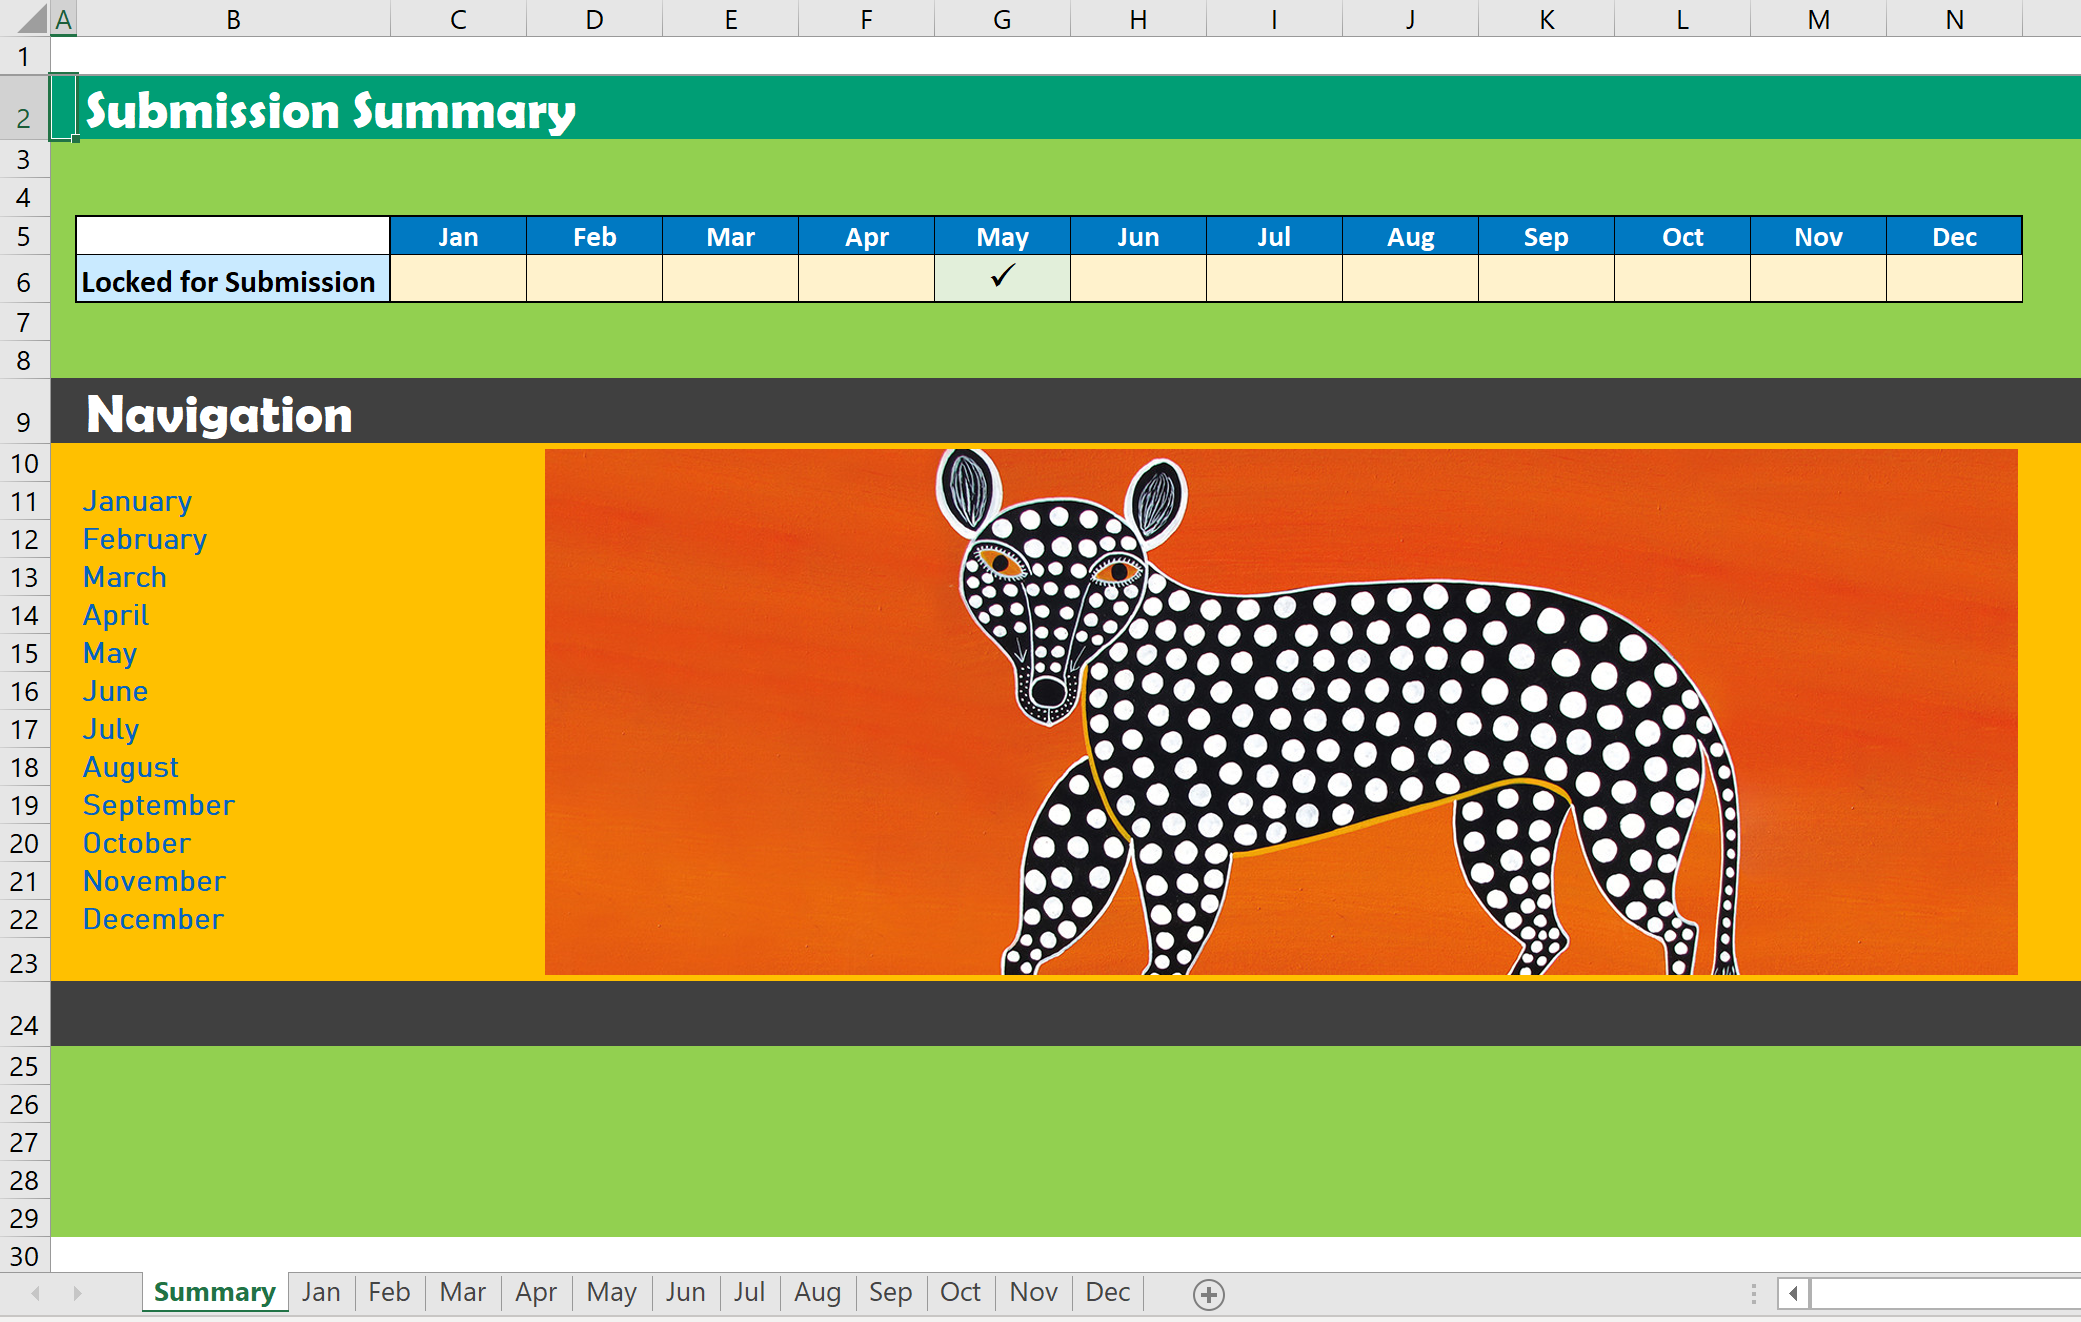 A B C D E F G H I J K L M N
1
2 Submission Summary
3
4
5 Jan Feb Mar Apr May Jun Jul Aug Sep Oct Nov Dec
6 Locked for Submission ✓
7
8
9 Navigation
10
11 January
12 February
13 March
14 April
15 May
16 June
17 July
18 August
19 September
20 October
21 November
22 December
23
24
25
26
27
28
29
30
Summary Jan Feb Mar Apr May Jun Jul Aug Sep Oct Nov Dec